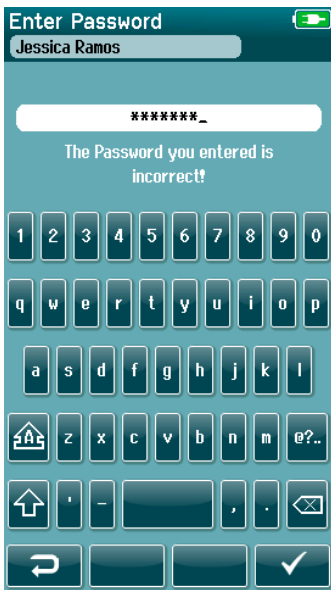 Enter Password
Jessica Ramos
*******_
The Password you entered is
incorrect!
1 2 3 4 5 6 7 8 9 0
q w e r t y u i o p
a s d f g h j k l
A z x c v b n m @?..
' - , .